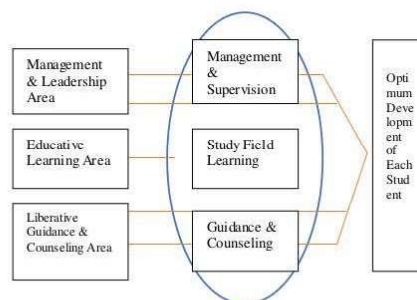 Management
& Leadership
Area
Educative
Learning Area
Liberative
Guidance &
Counseling Area
Management
&
Supervision
Study Field
Learning
Guidance &
Counseling
Opti
mum
Deve
lopm
ent
of
Each
Stud
ent